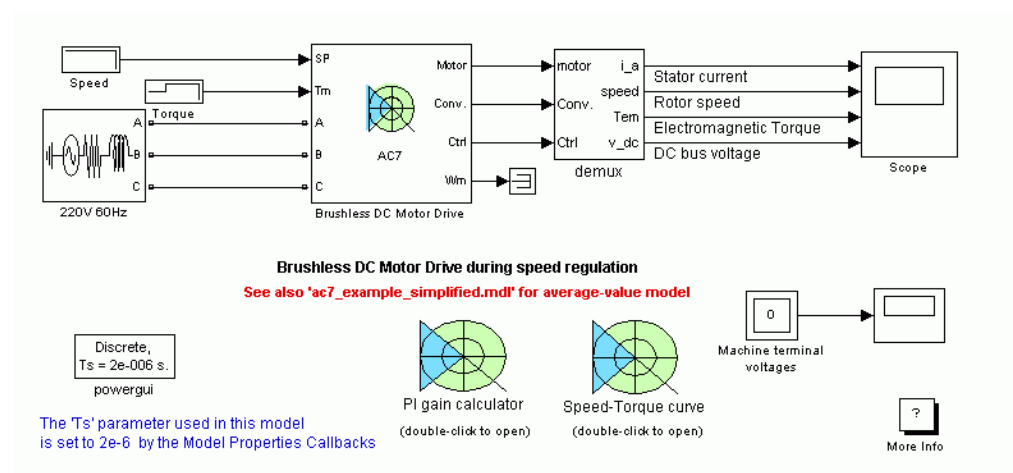 Speed
Torque
A
B
C
220V 60Hz
SP
Tm
A
B
C
Motor
Conv.
Ctrl
Wm
AC7
Brushless DC Motor Drive
motor
Conv.
Ctrl
i_a
speed
Tem
v_dc
demux
Stator current
Rotor speed
Electromagnetic Torque
DC bus voltage
Scope
Brushless DC Motor Drive during speed regulation
See also 'ac7_example_simplified.mdl' for average-value model
Discrete,
Ts = 2e-006 s.
powergui
The 'Ts' parameter used in this model
is set to 2e-6 by the Model Properties Callbacks
PI gain calculator
(double-click to open)
Speed-Torque curve
(double-click to open)
0
Machine terminal
voltages
?
More Info